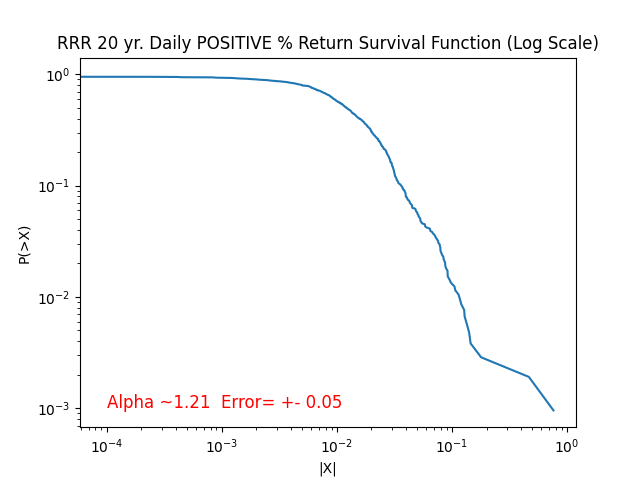 RRR 20 yr. Daily POSITIVE % Return Survival Function (Log Scale)
10⁰
10⁻¹
10⁻²
10⁻³
P(>X)
Alpha ~1.21  Error= +- 0.05
10⁻⁴ 10⁻³ 10⁻² 10⁻¹ 10⁰
|X|